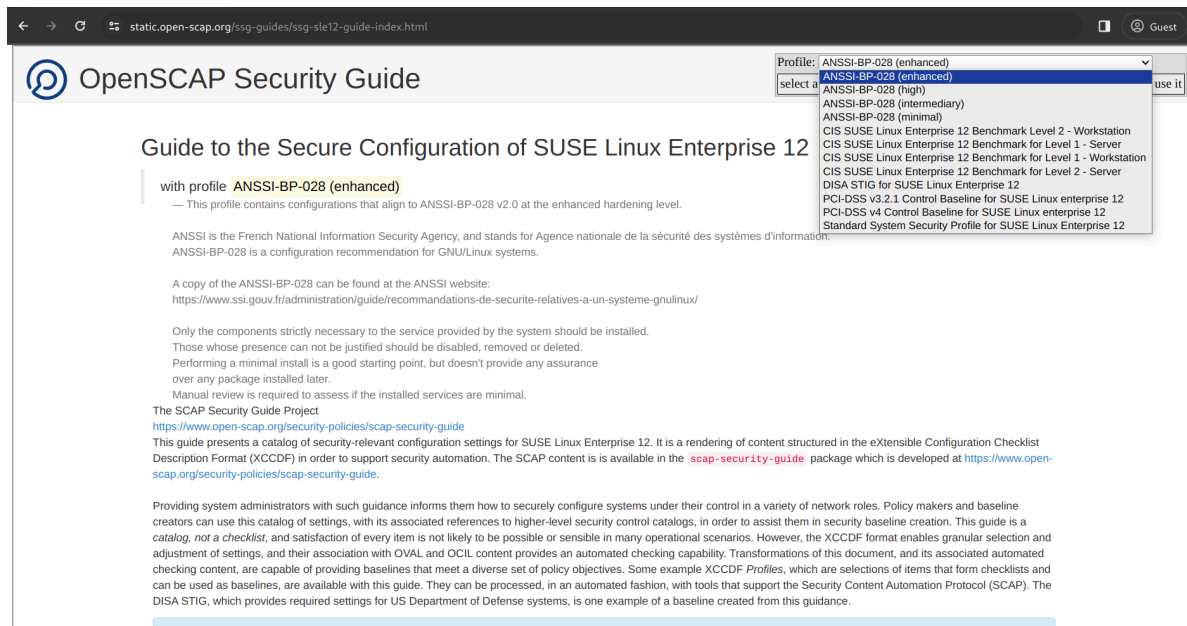 static.open-scap.org/ssg-guides/ssg-sle12-guide-index.html
Guest
OpenSCAP Security Guide
Profile: ANSSI-BP-028 (enhanced)
select a
use it
ANSSI-BP-028 (enhanced)
ANSSI-BP-028 (high)
ANSSI-BP-028 (intermediary)
ANSSI-BP-028 (minimal)
CIS SUSE Linux Enterprise 12 Benchmark Level 2 - Workstation
CIS SUSE Linux Enterprise 12 Benchmark for Level 1 - Server
CIS SUSE Linux Enterprise 12 Benchmark for Level 1 - Workstation
CIS SUSE Linux Enterprise 12 Benchmark for Level 2 - Server
DISA STIG for SUSE Linux Enterprise 12
PCI-DSS v3.2.1 Control Baseline for SUSE Linux enterprise 12
PCI-DSS v4 Control Baseline for SUSE Linux enterprise 12
Standard System Security Profile for SUSE Linux Enterprise 12
Guide to the Secure Configuration of SUSE Linux Enterprise 12
with profile ANSSI-BP-028 (enhanced)
— This profile contains configurations that align to ANSSI-BP-028 v2.0 at the enhanced hardening level.
ANSSI is the French National Information Security Agency, and stands for Agence nationale de la sécurité des systèmes d'information.
ANSSI-BP-028 is a configuration recommendation for GNU/Linux systems.
A copy of the ANSSI-BP-028 can be found at the ANSSI website:
https://www.ssi.gouv.fr/administration/guide/recommandations-de-securite-relatives-a-un-systeme-gnulinux/
Only the components strictly necessary to the service provided by the system should be installed.
Those whose presence can not be justified should be disabled, removed or deleted.
Performing a minimal install is a good starting point, but doesn't provide any assurance
over any package installed later.
Manual review is required to assess if the installed services are minimal.
The SCAP Security Guide Project
https://www.open-scap.org/security-policies/scap-security-guide
This guide presents a catalog of security-relevant configuration settings for SUSE Linux Enterprise 12. It is a rendering of content structured in the eXtensible Configuration Checklist
Description Format (XCCDF) in order to support security automation. The SCAP content is is available in the scap-security-guide package which is developed at https://www.open-
scap.org/security-policies/scap-security-guide.
Providing system administrators with such guidance informs them how to securely configure systems under their control in a variety of network roles. Policy makers and baseline
creators can use this catalog of settings, with its associated references to higher-level security control catalogs, in order to assist them in security baseline creation. This guide is a
catalog, not a checklist, and satisfaction of every item is not likely to be possible or sensible in many operational scenarios. However, the XCCDF format enables granular selection and
adjustment of settings, and their association with OVAL and OCIL content provides an automated checking capability. Transformations of this document, and its associated automated
checking content, are capable of providing baselines that meet a diverse set of policy objectives. Some example XCCDF Profiles, which are selections of items that form checklists and
can be used as baselines, are available with this guide. They can be processed, in an automated fashion, with tools that support the Security Content Automation Protocol (SCAP). The
DISA STIG, which provides required settings for US Department of Defense systems, is one example of a baseline created from this guidance.